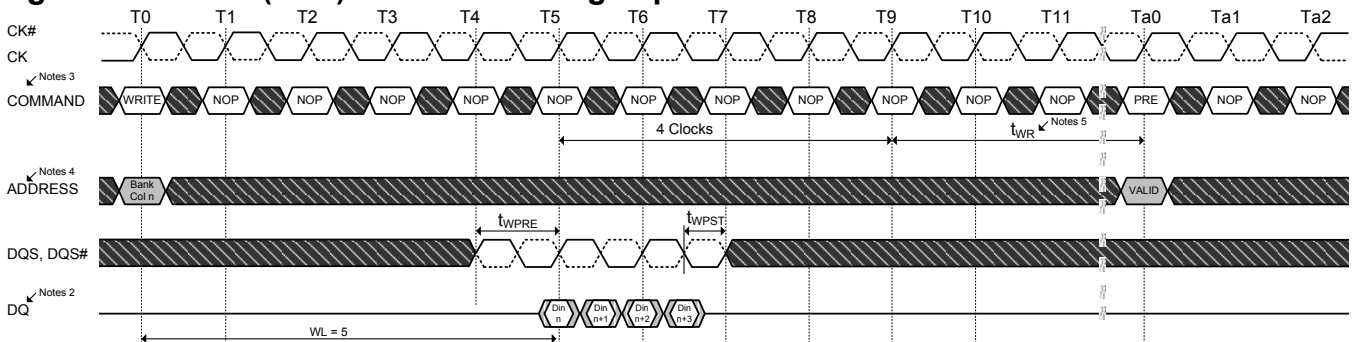 T0 T1 T2 T3 T4 T5 T6 T7 T8 T9 T10 T11 Ta0 Ta1 Ta2
CK#
CK
Notes 3
COMMAND WRITE NOP NOP NOP NOP NOP NOP NOP NOP NOP NOP NOP PRE NOP NOP
4 Clocks tWR Notes 5
Notes 4
ADDRESS Bank Col n VALID
tWPRE tWPST
DQS, DQS#
Notes 2
DQ Din n Din n+1 Din n+2 Din n+3
WL = 5